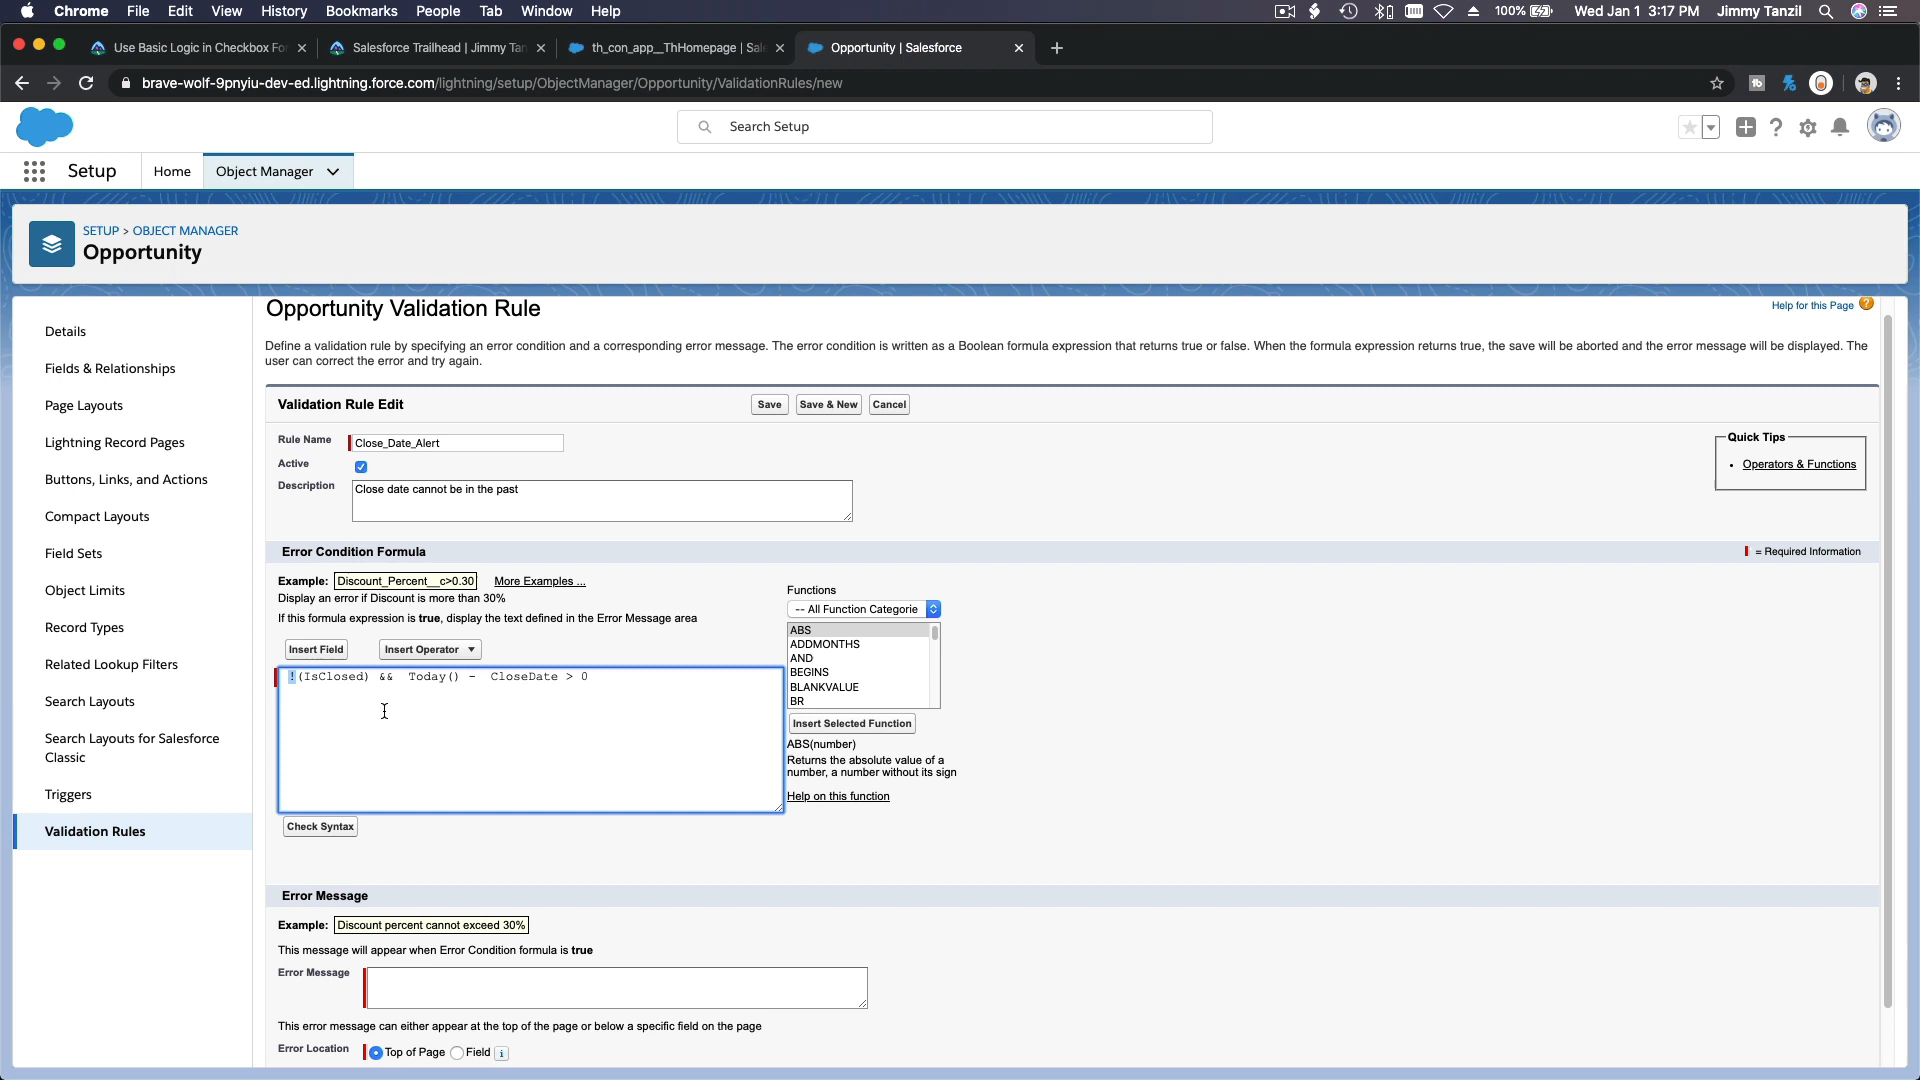 Chrome File Edit View History Bookmarks People Tab Window Help 100% Wed Jan 1 3:17 PM Jimmy Tanzil
Use Basic Logic in Checkbox Fo Salesforce Trailhead | Jimmy Tan th_con_app__ThHomepage | Sal Opportunity | Salesforce
brave-wolf-9pnyiu-dev-ed.lightning.force.com/lightning/setup/ObjectManager/Opportunity/ValidationRules/new
Search Setup
Setup Home Object Manager
SETUP > OBJECT MANAGER
Opportunity
Details
Fields & Relationships
Page Layouts
Lightning Record Pages
Buttons, Links, and Actions
Compact Layouts
Field Sets
Object Limits
Record Types
Related Lookup Filters
Search Layouts
Search Layouts for Salesforce
Classic
Triggers
Validation Rules
Opportunity Validation Rule
Help for this Page ?
Define a validation rule by specifying an error condition and a corresponding error message. The error condition is written as a Boolean formula expression that returns true or false. When the formula expression returns true, the save will be aborted and the error message will be displayed. The
user can correct the error and try again.
Validation Rule Edit Save Save & New Cancel
Rule Name Close_Date_Alert
Active
Description Close date cannot be in the past
Quick Tips
• Operators & Functions
Error Condition Formula
= Required Information
Example: Discount_Percent__c>0.30 More Examples ...
Display an error if Discount is more than 30%
If this formula expression is true, display the text defined in the Error Message area
Insert Field Insert Operator
!(IsClosed) && Today() - CloseDate > 0
Check Syntax
Functions
-- All Function Categorie
ABS
ADDMONTHS
AND
BEGINS
BLANKVALUE
BR
Insert Selected Function
ABS(number)
Returns the absolute value of a
number, a number without its sign
Help on this function
Error Message
Example: Discount percent cannot exceed 30%
This message will appear when Error Condition formula is true
Error Message
This error message can either appear at the top of the page or below a specific field on the page
Error Location Top of Page Field i